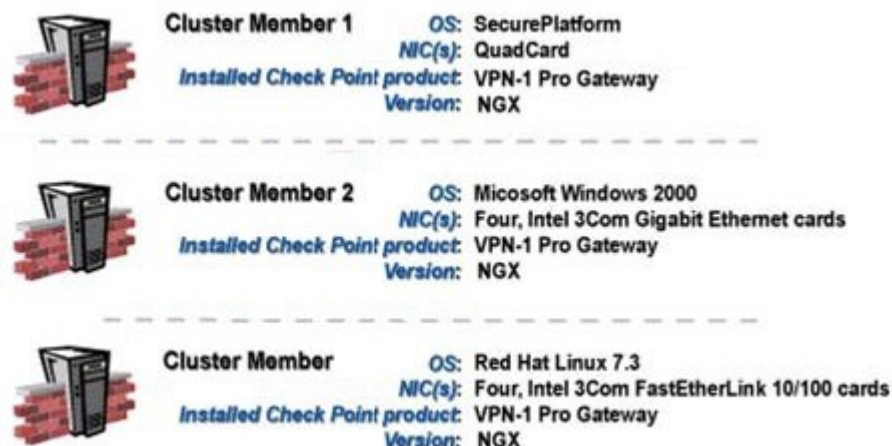 Cluster Member 1 OS: SecurePlatform
NIC(s): QuadCard
Installed Check Point product: VPN-1 Pro Gateway
Version: NGX
Cluster Member 2 OS: Micosoft Windows 2000
NIC(s): Four, Intel 3Com Gigabit Ethernet cards
Installed Check Point product: VPN-1 Pro Gateway
Version: NGX
Cluster Member OS: Red Hat Linux 7.3
NIC(s): Four, Intel 3Com FastEtherLink 10/100 cards
Installed Check Point product: VPN-1 Pro Gateway
Version: NGX